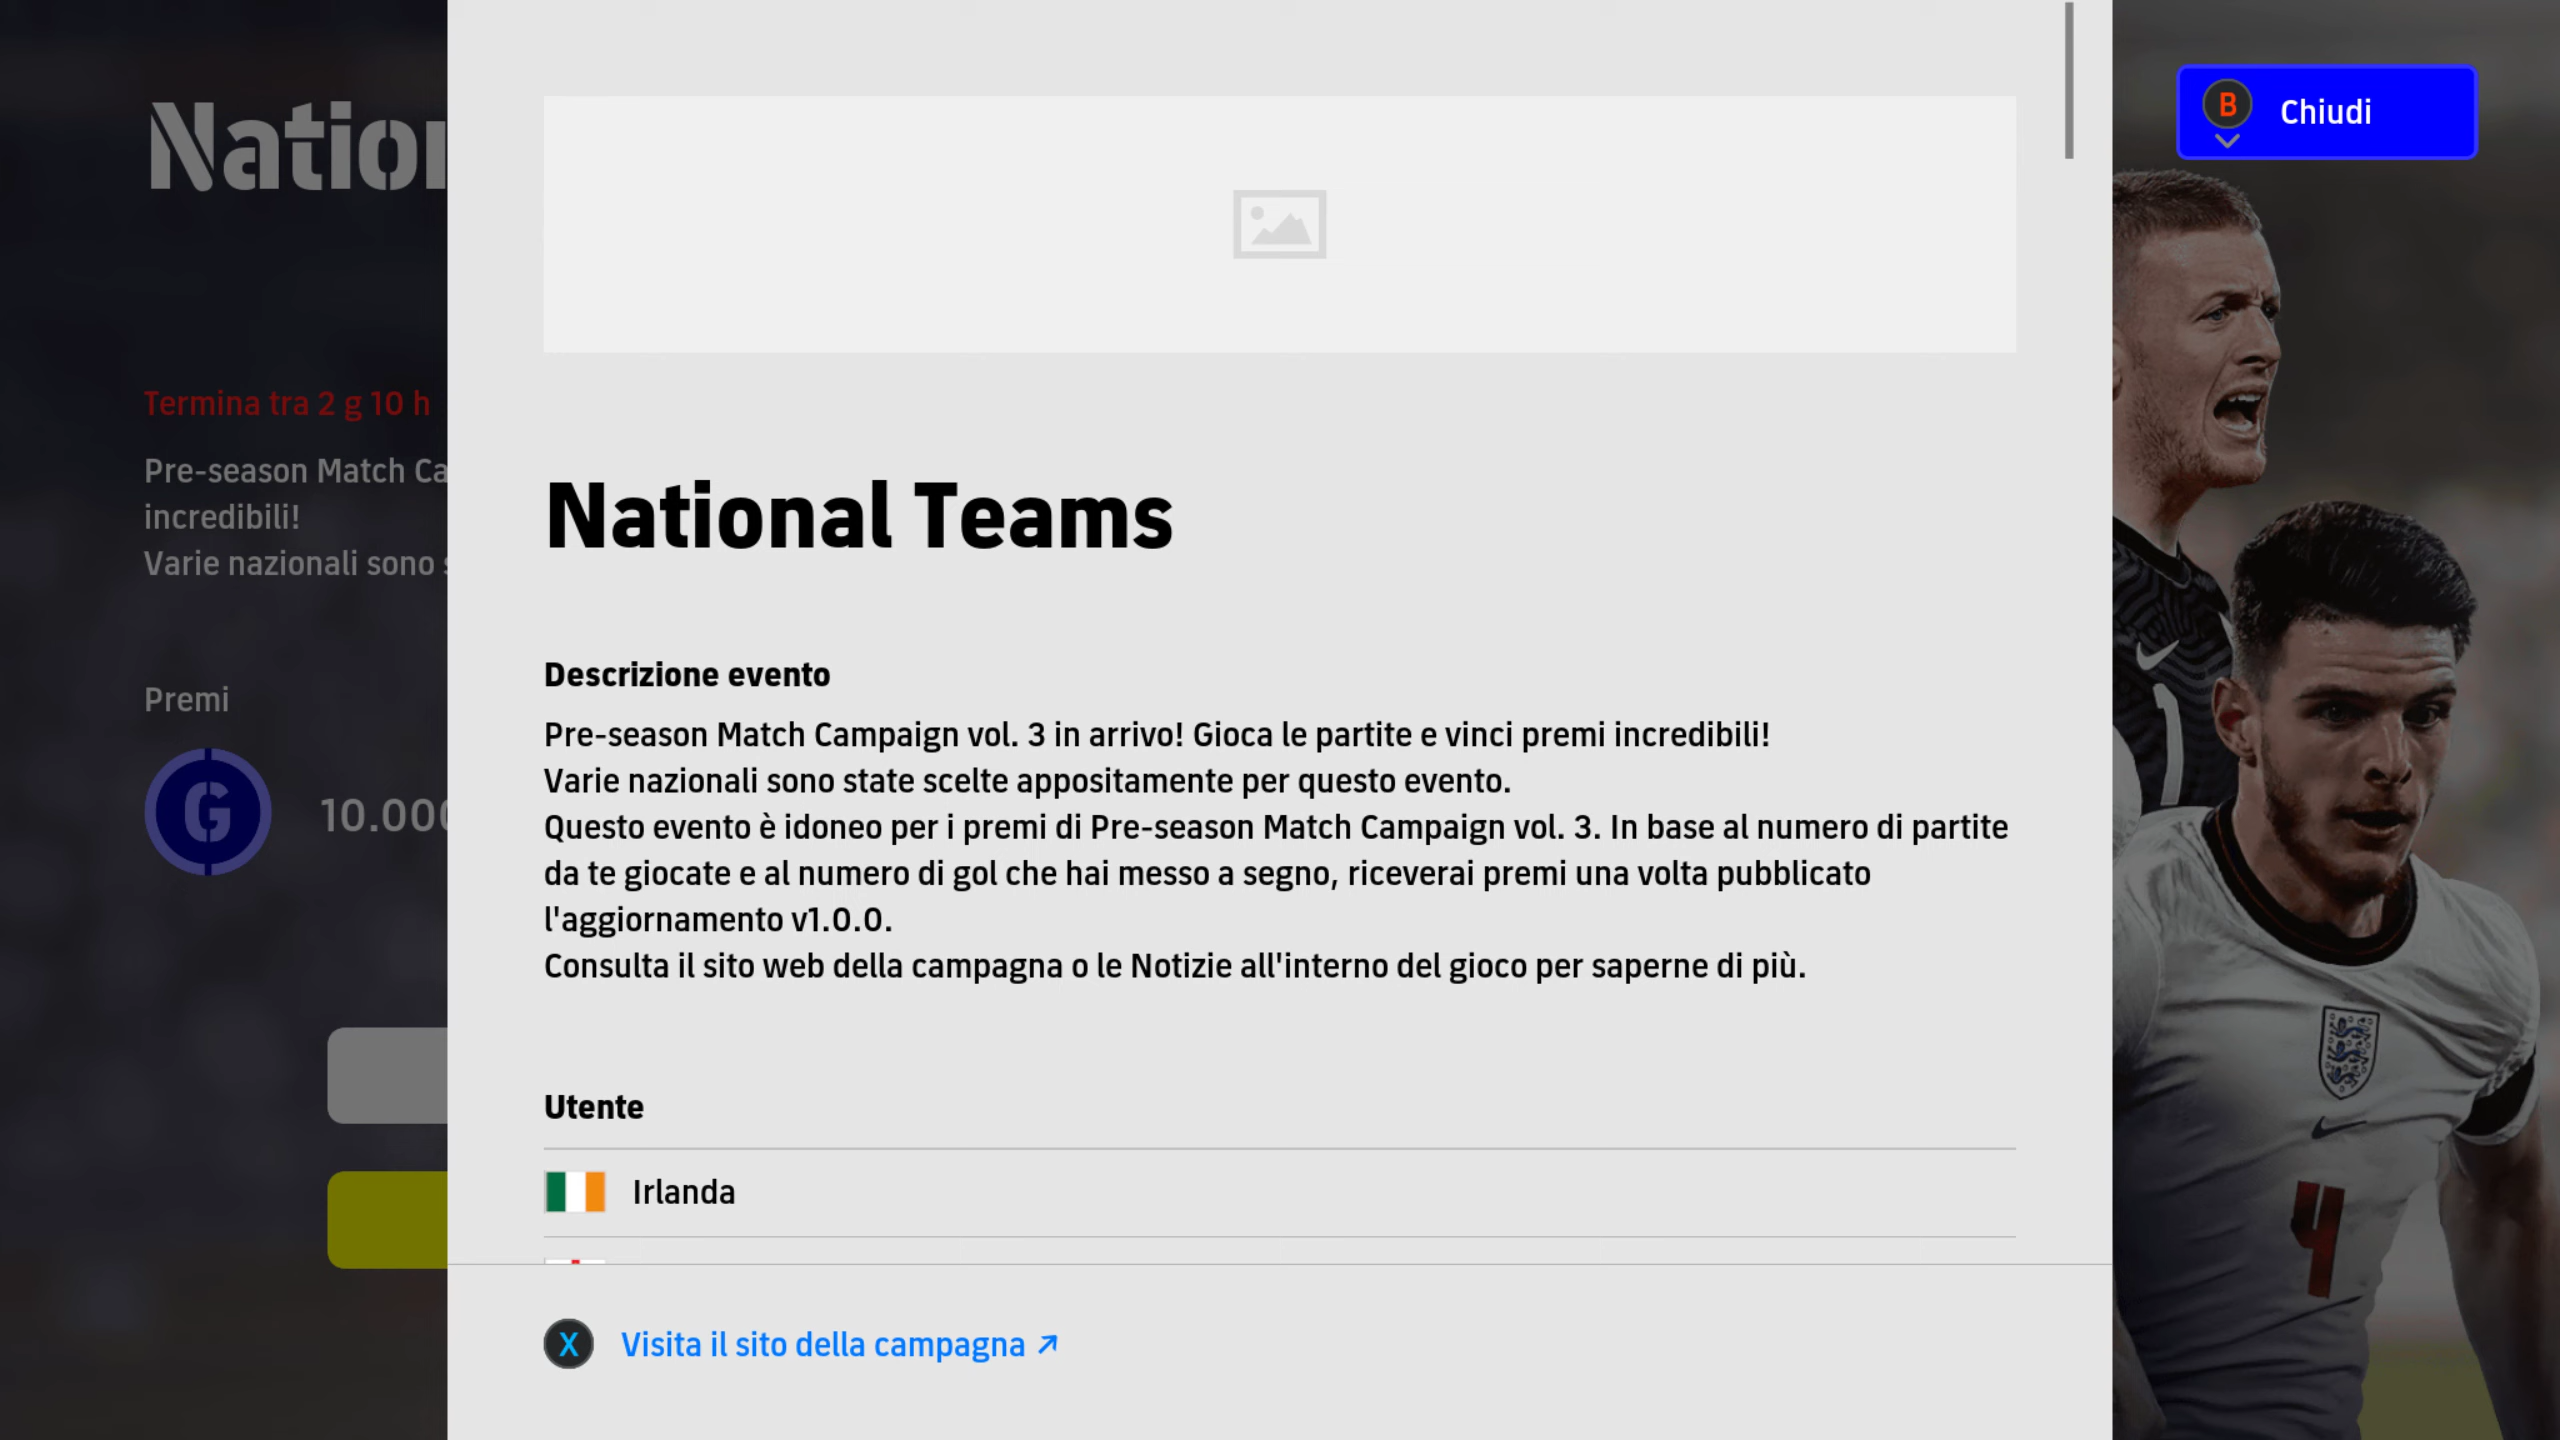 Nation
Termina tra 2 g 10 h
Pre-season Match Ca
incredibili!
Varie nazionali sono s
Premi
G
10.000
National Teams
Descrizione evento
Pre-season Match Campaign vol. 3 in arrivo! Gioca le partite e vinci premi incredibili!
Varie nazionali sono state scelte appositamente per questo evento.
Questo evento è idoneo per i premi di Pre-season Match Campaign vol. 3. In base al numero di partite
da te giocate e al numero di gol che hai messo a segno, riceverai premi una volta pubblicato
l'aggiornamento v1.0.0.
Consulta il sito web della campagna o le Notizie all'interno del gioco per saperne di più.
Utente
Irlanda
X Visita il sito della campagna ↗
B Chiudi
1
4